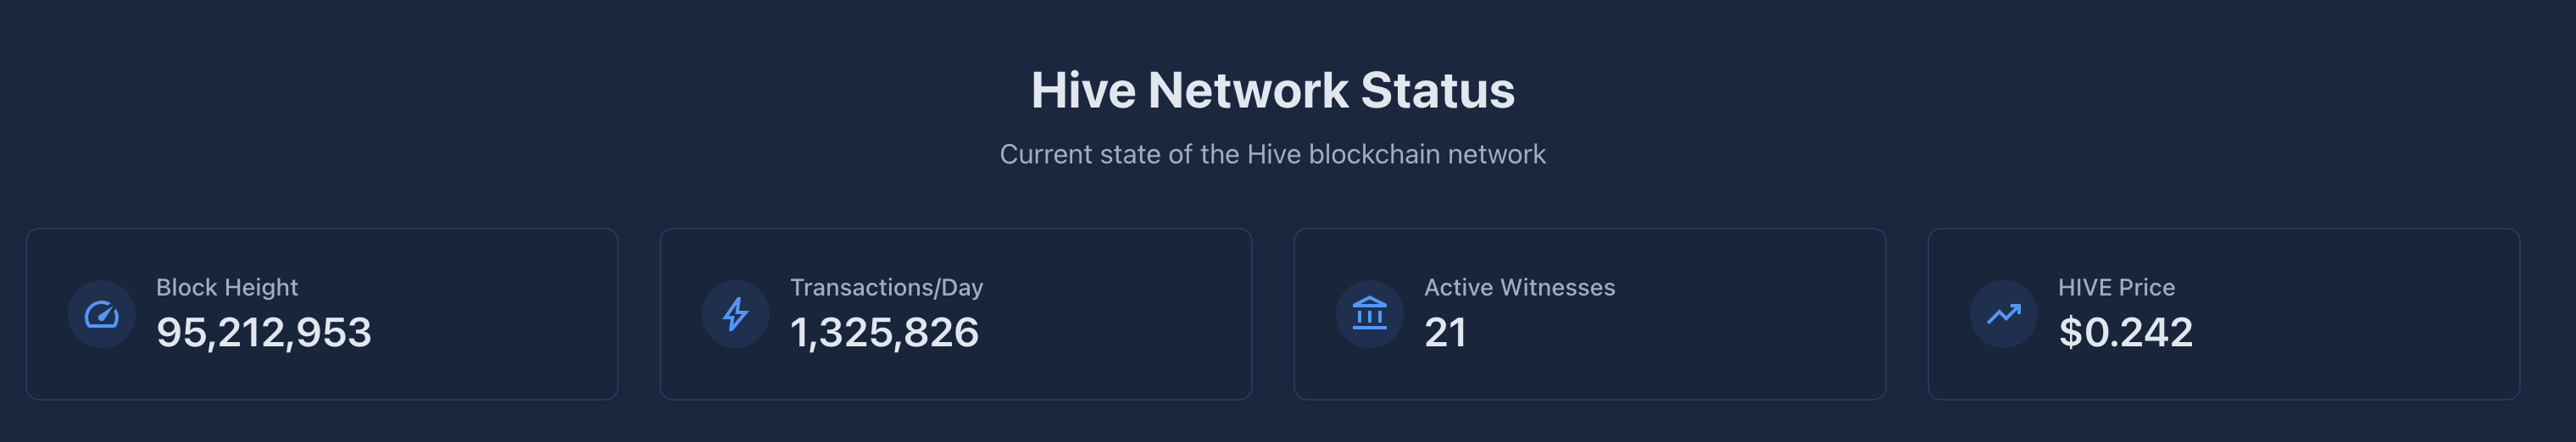 Hive Network Status
Current state of the Hive blockchain network
Block Height
95,212,953
Transactions/Day
1,325,826
Active Witnesses
21
HIVE Price
$0.242